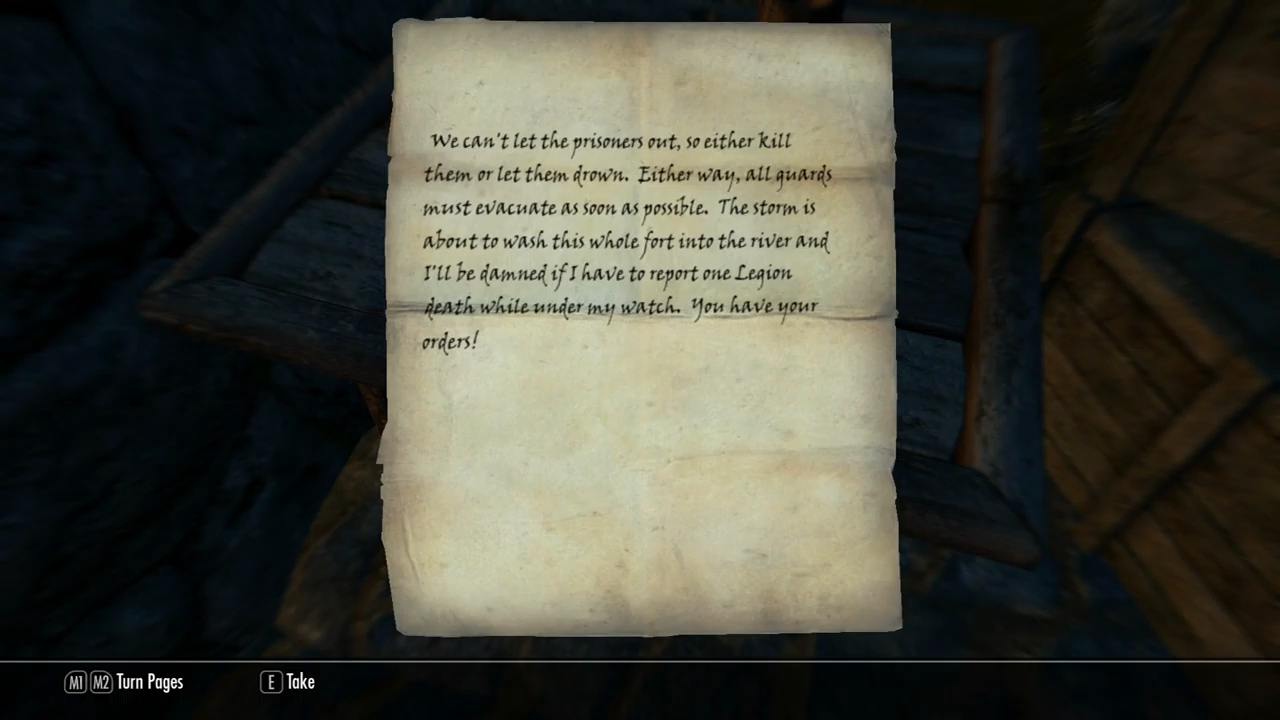 We can't let the prisoners out, so either kill
them or let them drown. Either way, all guards
must evacuate as soon as possible. The storm is
about to wash this whole fort into the river and
I'll be damned if I have to report one Legion
death while under my watch. You have your
orders!
M1 M2 Turn Pages
E Take